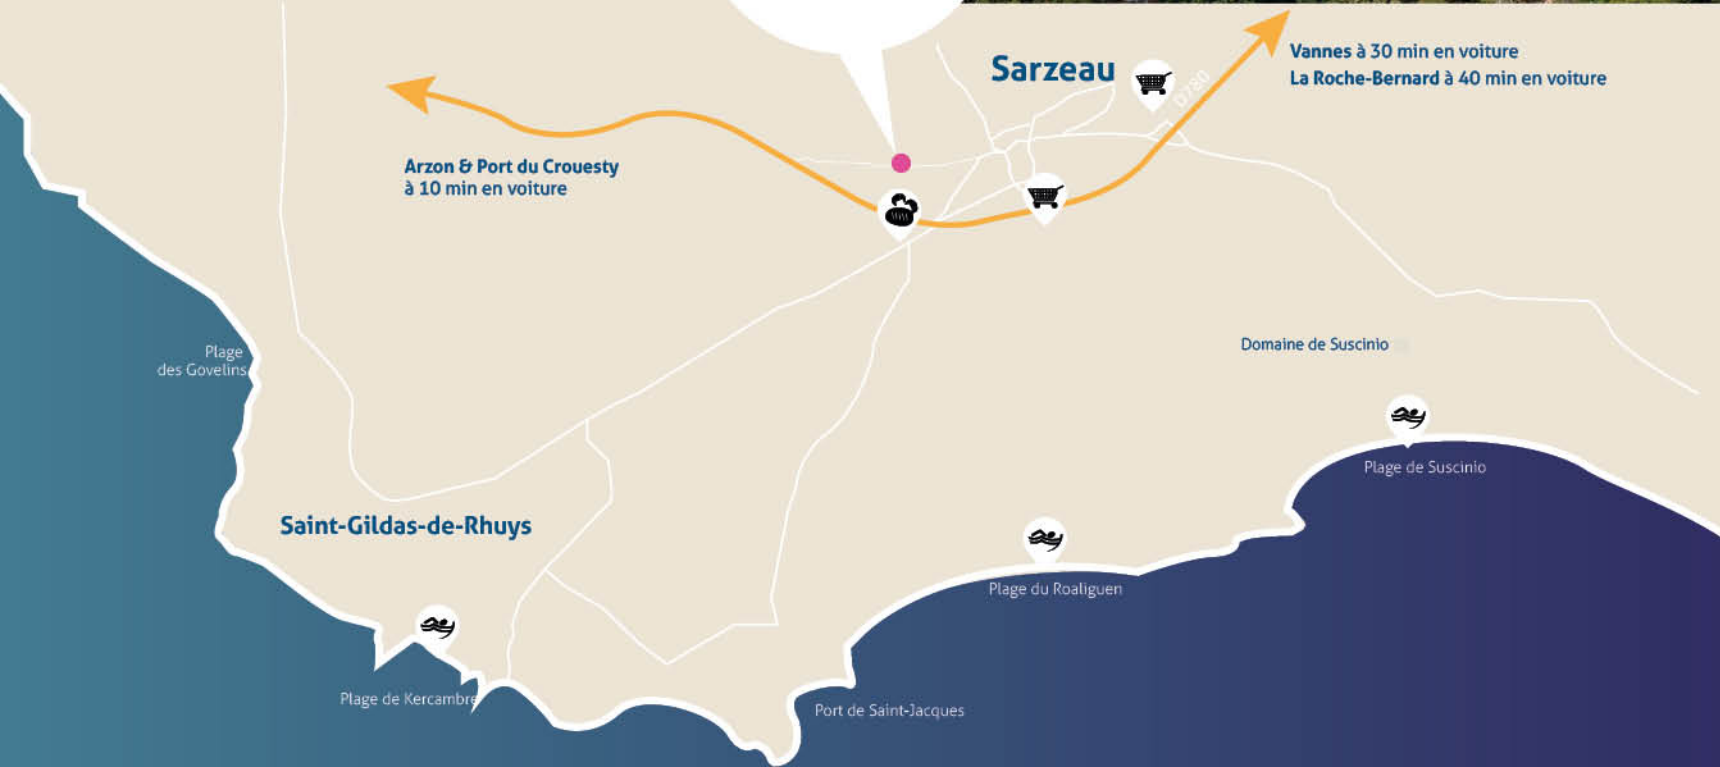 Sarzeau
D780
Vannes à 30 min en voiture
La Roche-Bernard à 40 min en voiture
Arzon & Port du Crouesty
à 10 min en voiture
Plage
des Govelins
Domaine de Suscinio
Plage de Suscinio
Saint-Gildas-de-Rhuys
Plage du Roaliguen
Plage de Kercambre
Port de Saint-Jacques